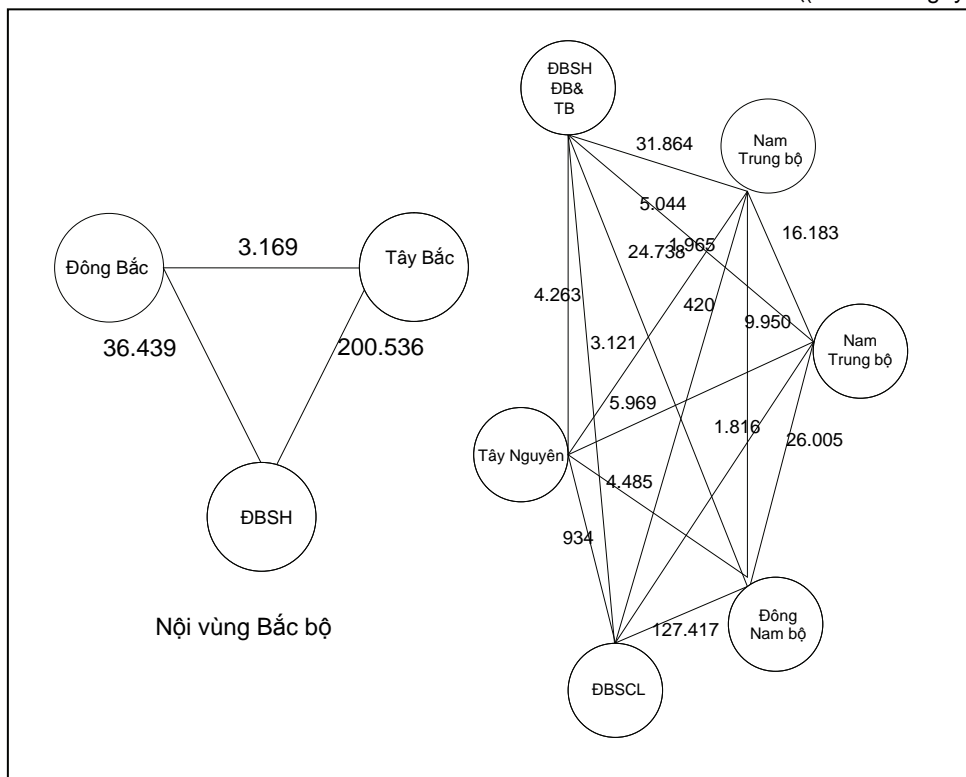 ĐBSH
ĐB&
TB
31.864
Nam
Trung bộ
5.044
16.183
1.965
24.738
3.169
Đông Bắc
Tây Bắc
4.263
420
9.950
36.439
200.536
3.121
Nam
Trung bộ
5.969
1.816
26.005
Tây Nguyên
4.485
ĐBSH
934
Nội vùng Bắc bộ
127.417
Đông
Nam bộ
ĐBSCL